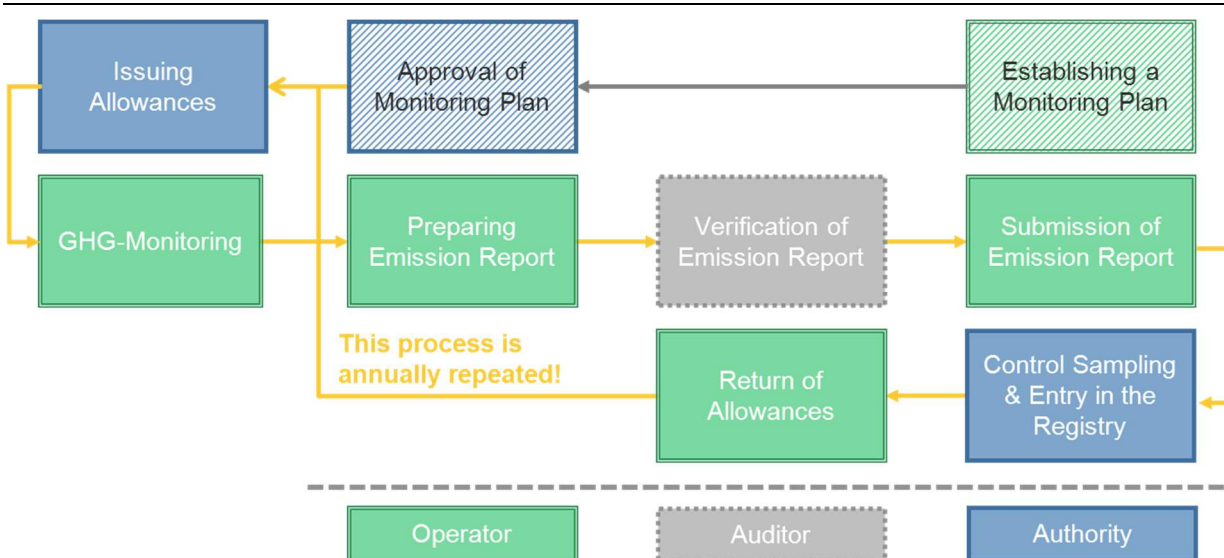 Issuing
Allowances
Approval of
Monitoring Plan
Establishing a
Monitoring Plan
GHG-Monitoring
Preparing
Emission Report
Verification of
Emission Report
Submission of
Emission Report
This process is
annually repeated!
Return of
Allowances
Control Sampling
& Entry in the
Registry
Operator
Auditor
Authority